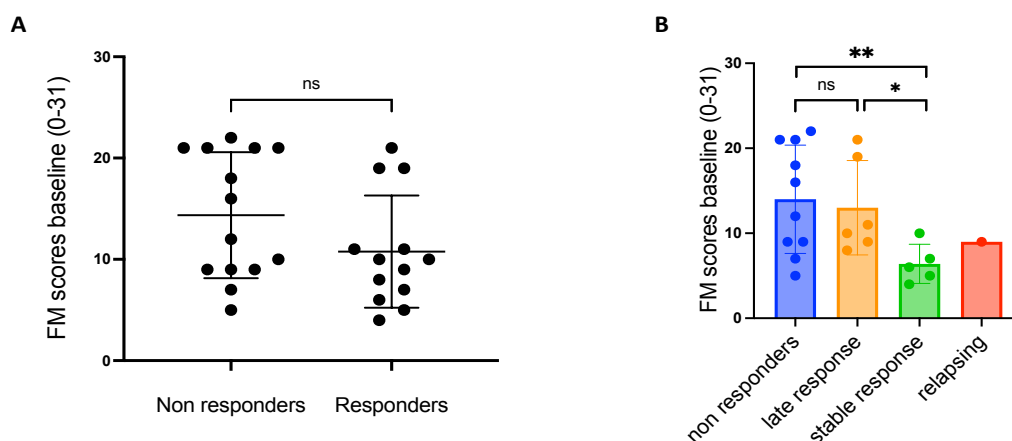 A
FM scores baseline (0-31)
30
20
10
0
ns
Non responders
Responders
B
FM scores baseline (0-31)
30
20
10
0
**
ns
*
non responders
late response
stable response
relapsing